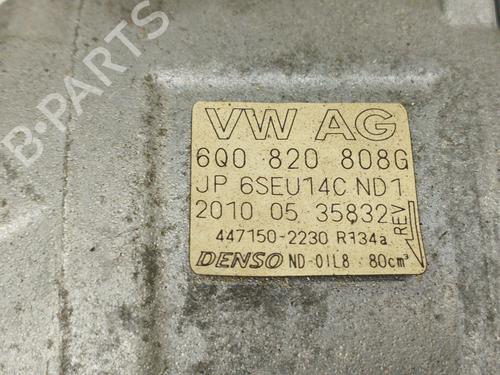 B-PARTS
VW AG
6Q0 820 808G
JP 6SEU14C ND1
2010 05 35832
REV
447150-2230 R134a
DENSO ND-OIL8 80cm³